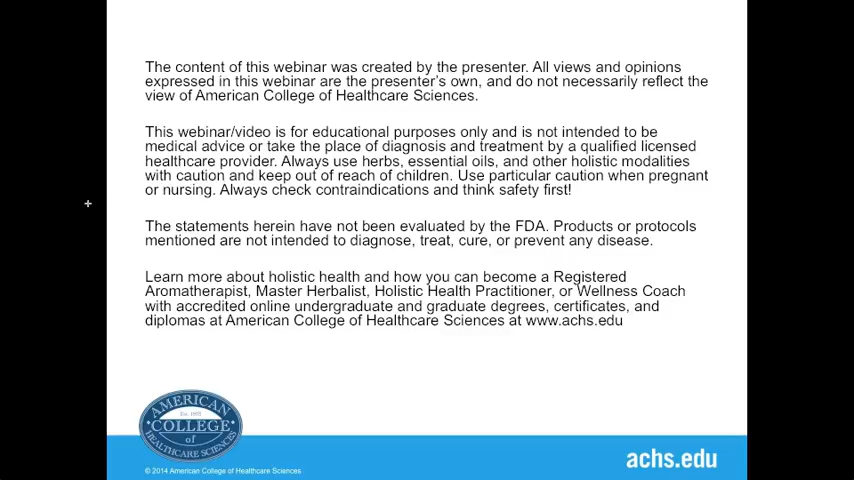 The content of this webinar was created by the presenter. All views and opinions
expressed in this webinar are the presenter's own, and do not necessarily reflect the
view of American College of Healthcare Sciences.
This webinar/video is for educational purposes only and is not intended to be
medical advice or take the place of diagnosis and treatment by a qualified licensed
healthcare provider. Always use herbs, essential oils, and other holistic modalities
with caution and keep out of reach of children. Use particular caution when pregnant
or nursing. Always check contraindications and think safety first!
The statements herein have not been evaluated by the FDA. Products or protocols
mentioned are not intended to diagnose, treat, cure, or prevent any disease.
Learn more about holistic health and how you can become a Registered
Aromatherapist, Master Herbalist, Holistic Health Practitioner, or Wellness Coach
with accredited online undergraduate and graduate degrees, certificates, and
diplomas at American College of Healthcare Sciences at www.achs.edu
AMERICAN
COLLEGE
of
HEALTHCARE SCIENCES
achs.edu
© 2014 American College of Healthcare Sciences